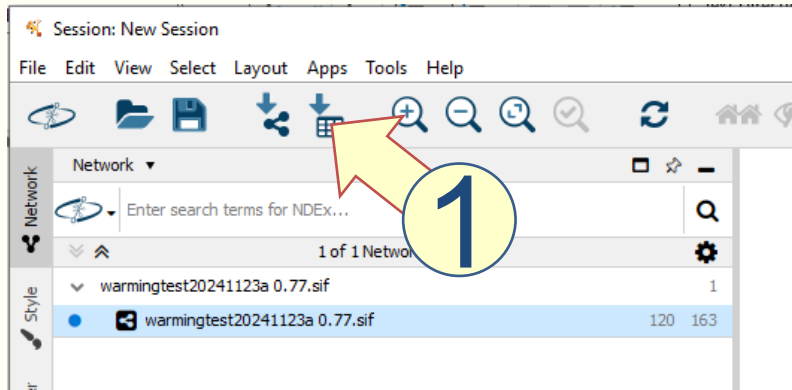 Session: New Session
File Edit View Select Layout Apps Tools Help
Network
Enter search terms for NDEx...
1 of 1 Networ
warmingtest20241123a 0.77.sif 1
warmingtest20241123a 0.77.sif 120 163
Network
Style
1